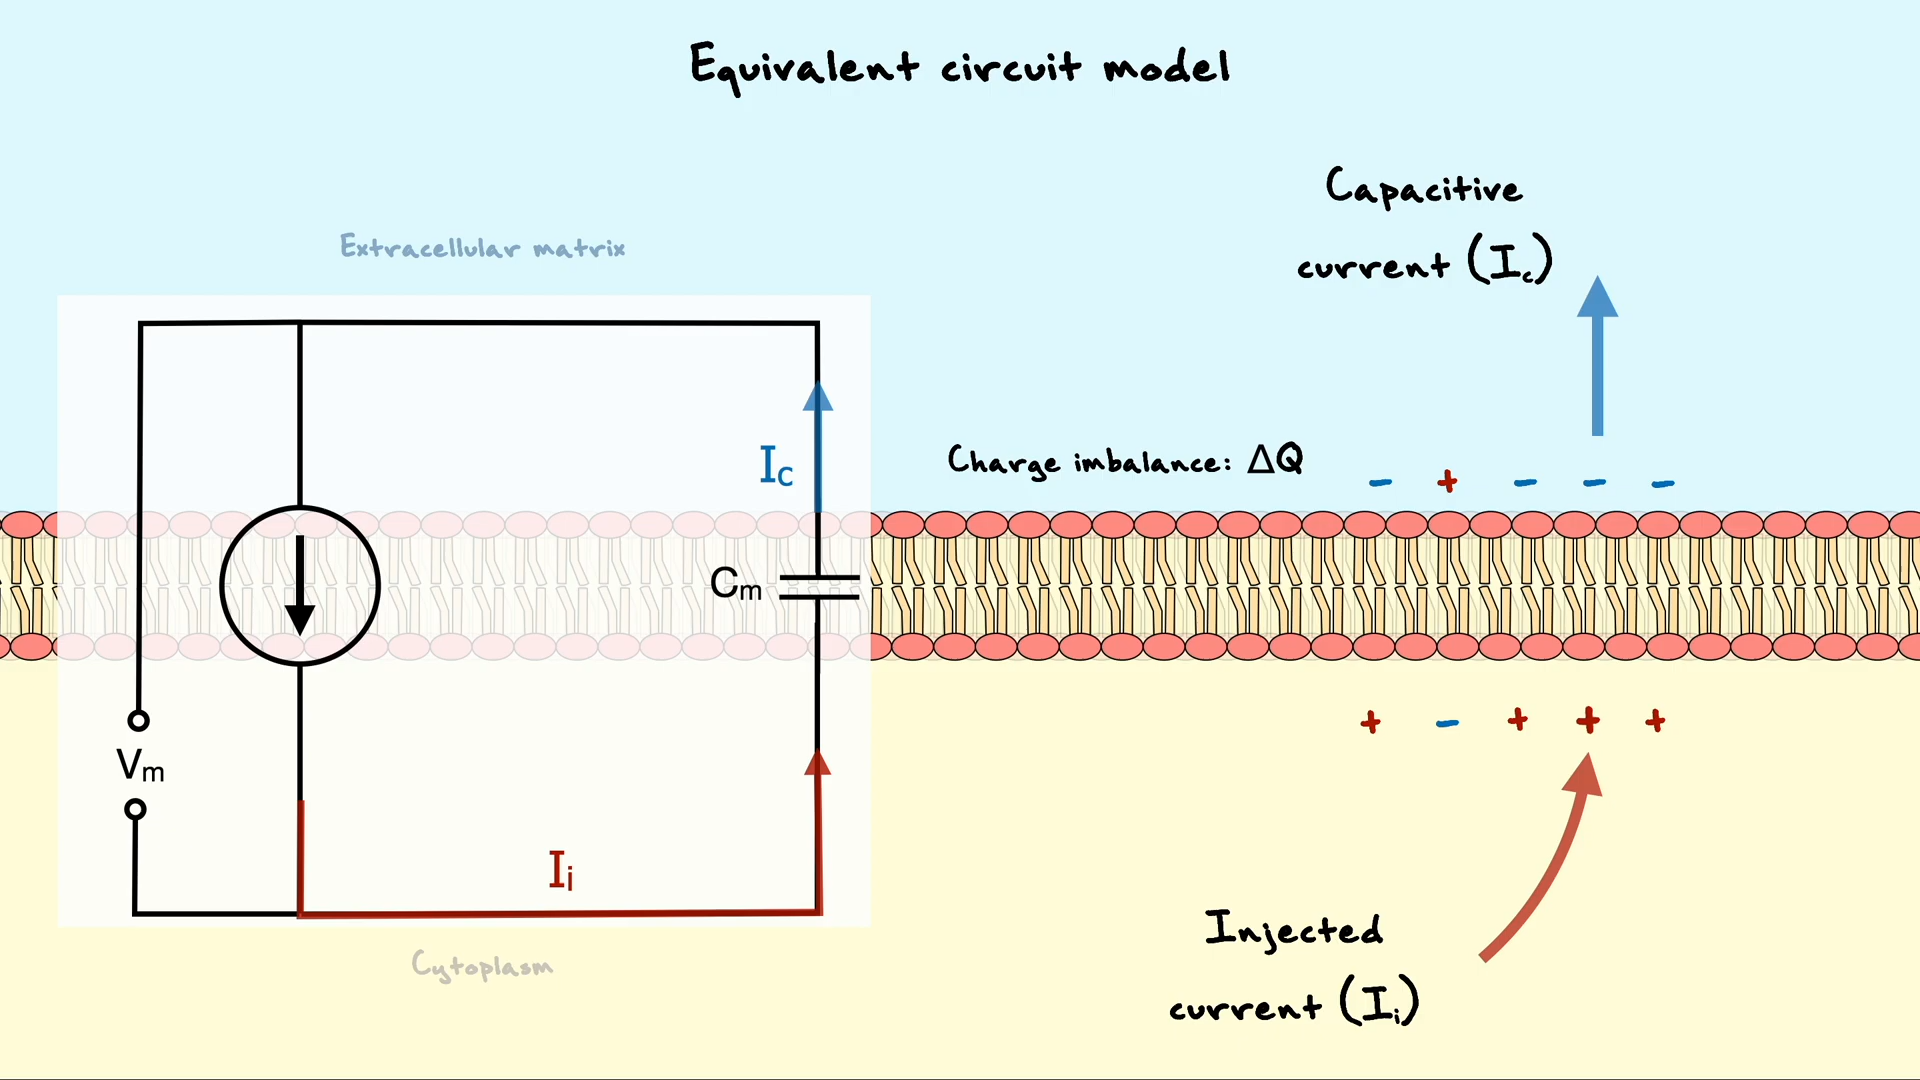 Equivalent circuit model
Capacitive
current (Ic)
Extracellular matrix
Ic
Charge imbalance: ΔQ
- + - - -
Cm
+ - + + +
Vm
Ii
Injected
current (Ii)
Cytoplasm